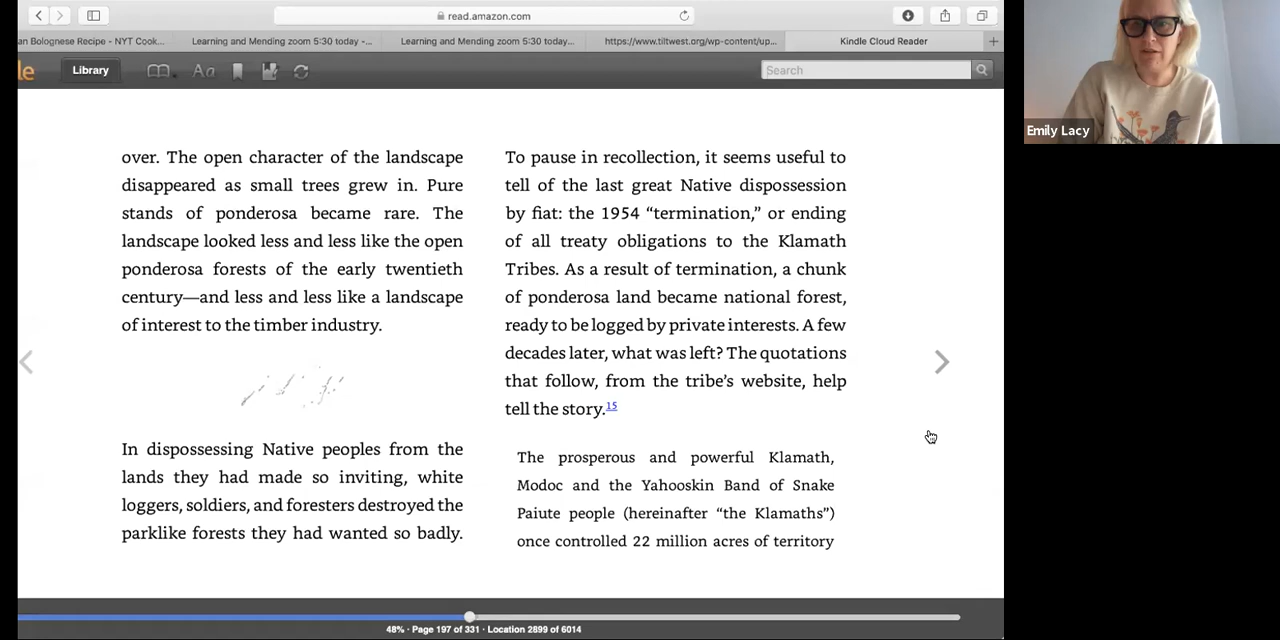 read.amazon.com
an Bolognese Recipe - NYT Cook...
Learning and Mending zoom 5:30 today -...
Learning and Mending zoom 5:30 today...
https://www.tiltwest.org/wp-content/up...
Kindle Cloud Reader
le
Library
Aa
Search
over. The open character of the landscape
disappeared as small trees grew in. Pure
stands of ponderosa became rare. The
landscape looked less and less like the open
ponderosa forests of the early twentieth
century—and less and less like a landscape
of interest to the timber industry.
In dispossessing Native peoples from the
lands they had made so inviting, white
loggers, soldiers, and foresters destroyed the
parklike forests they had wanted so badly.
To pause in recollection, it seems useful to
tell of the last great Native dispossession
by fiat: the 1954 “termination,” or ending
of all treaty obligations to the Klamath
Tribes. As a result of termination, a chunk
of ponderosa land became national forest,
ready to be logged by private interests. A few
decades later, what was left? The quotations
that follow, from the tribe’s website, help
tell the story.15
The prosperous and powerful Klamath,
Modoc and the Yahooskin Band of Snake
Paiute people (hereinafter “the Klamaths”)
once controlled 22 million acres of territory
48% · Page 197 of 331 · Location 2899 of 6014
Emily Lacy